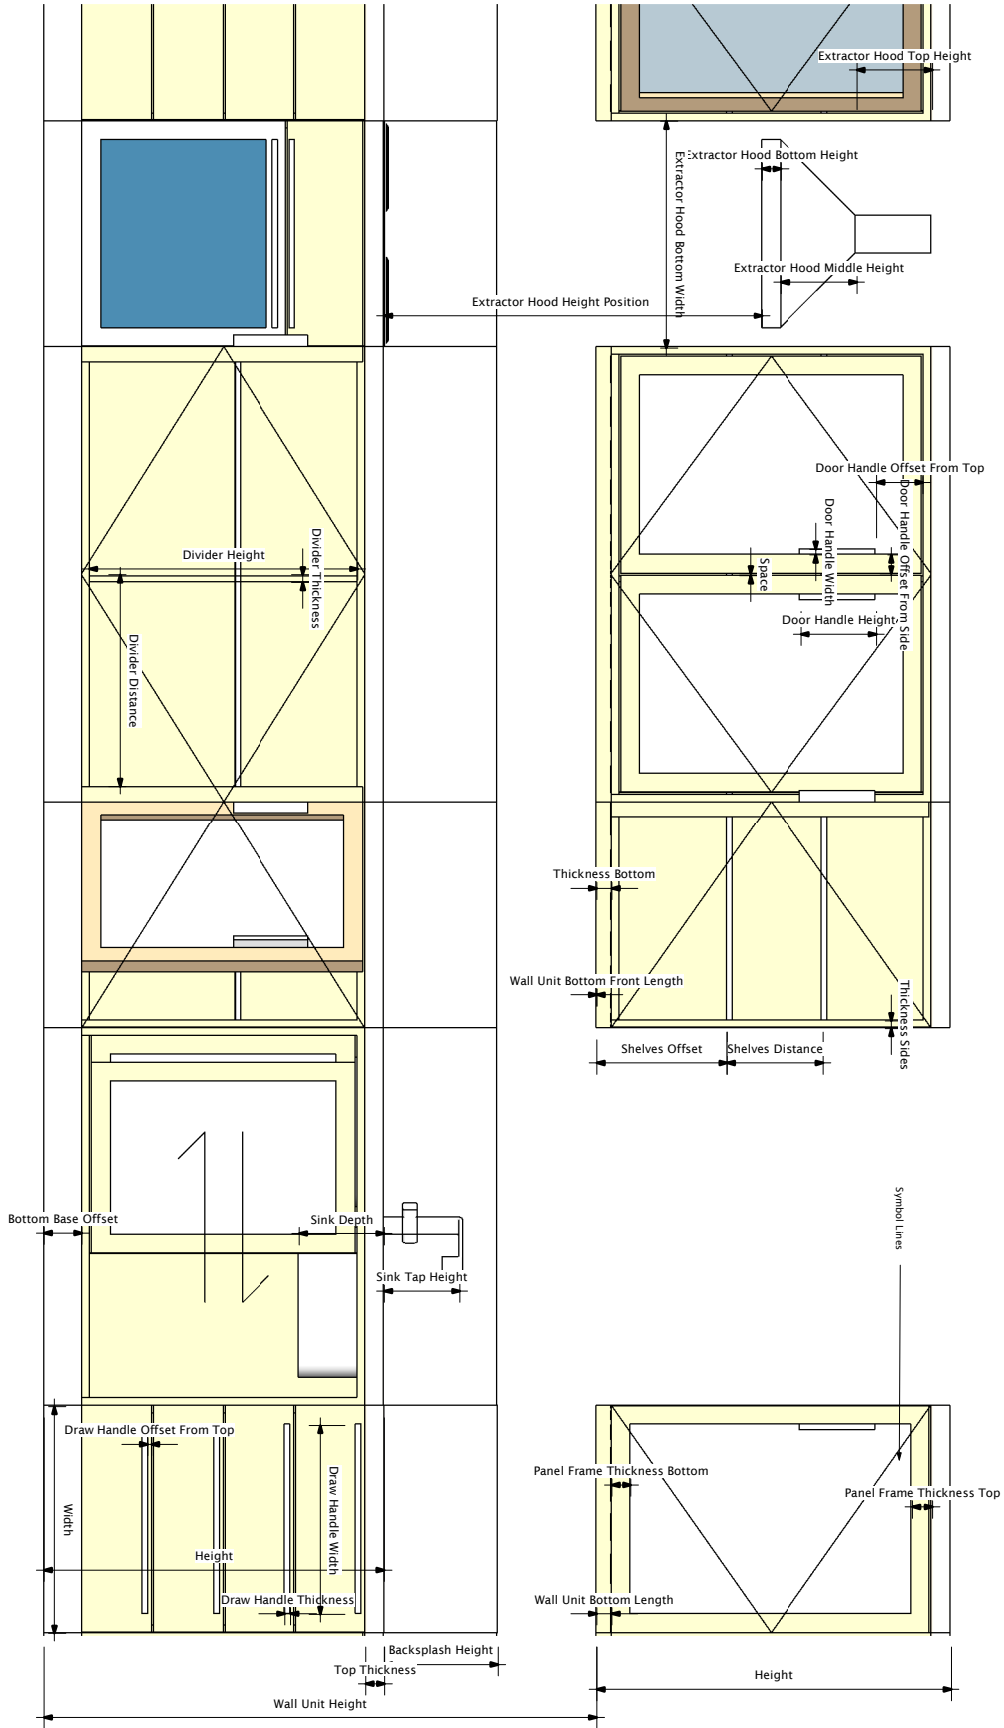 Extractor Hood Top Height
Extractor Hood Bottom Height
Extractor Hood Bottom Width
Extractor Hood Middle Height
Extractor Hood Height Position
Door Handle Offset From Top
Door Handle Offset From Side
Door Handle Width
Divider Height
Divider Thickness
Space
Door Handle Height
Divider Distance
Thickness Bottom
Wall Unit Bottom Front Length
Thickness Sides
Shelves Offset
Shelves Distance
Symbol Lines
Bottom Base Offset
Sink Depth
Sink Tap Height
Draw Handle Offset From Top
Draw Handle Width
Panel Frame Thickness Bottom
Panel Frame Thickness Top
Width
Height
Draw Handle Thickness
Wall Unit Bottom Length
Backsplash Height
Top Thickness
Height
Wall Unit Height